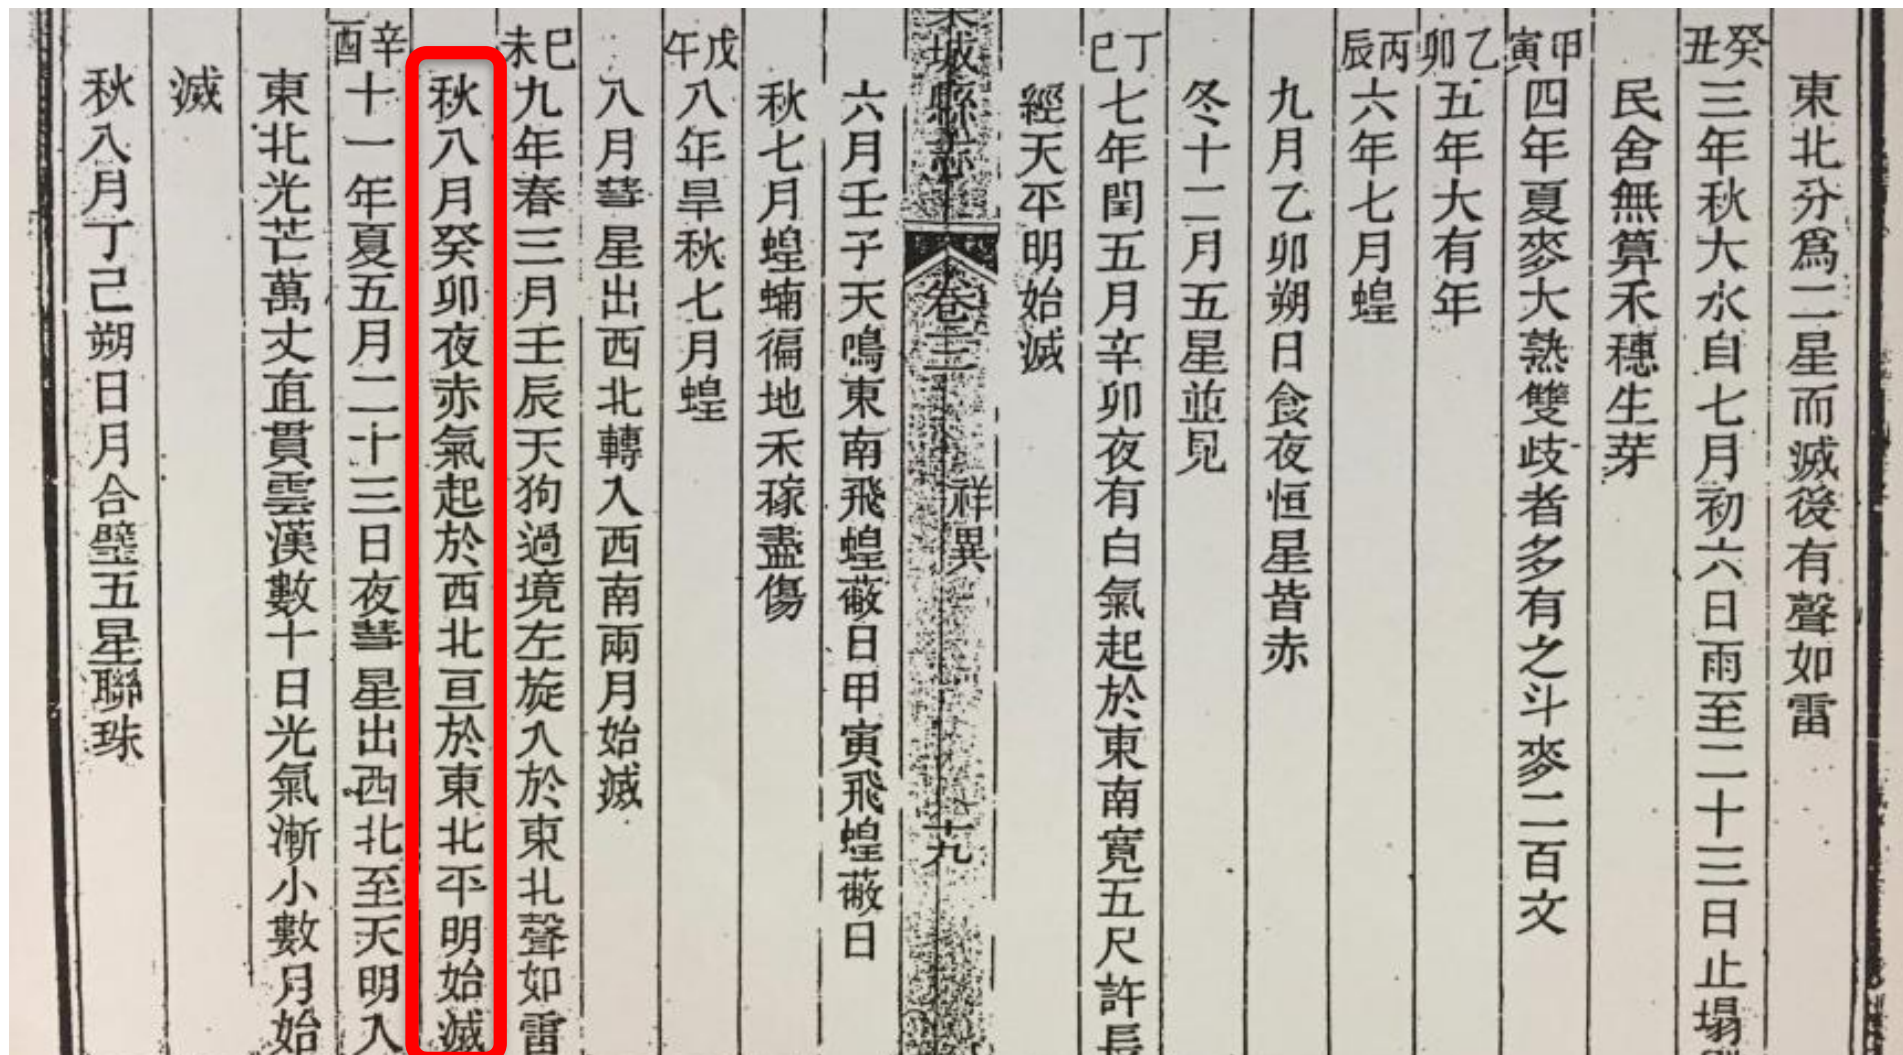 東北分爲二星而滅後有聲如雷
癸丑三年秋大水自七月初六日雨至二十三日止塌
民舍無算禾穗生芽
甲寅四年夏麥大熟雙歧者多有之斗麥二百文
乙卯五年大有年
丙辰六年七月蝗
九月乙卯朔日食夜恒星皆赤
冬十二月五星並見
丁巳七年閏五月辛卯夜有白氣起於東南寬五尺許長
經天平明始滅
城縣志 卷三 祥異 十九
六月壬子天鳴東南飛蝗蔽日甲寅飛蝗蔽日
秋七月蝗蝻徧地禾稼盡傷
戊午八年旱秋七月蝗
八月彗星出西北轉入西南兩月始滅
己未九年春三月壬辰天狗過境左旋入於東北聲如雷
秋八月癸卯夜赤氣起於西北亘於東北平明始滅
辛酉十一年夏五月二十三日夜彗星出西北至天明入
東北光芒萬丈直貫雲漢數十日光氣漸小數月始
滅
秋八月丁己朔日月合璧五星聯珠